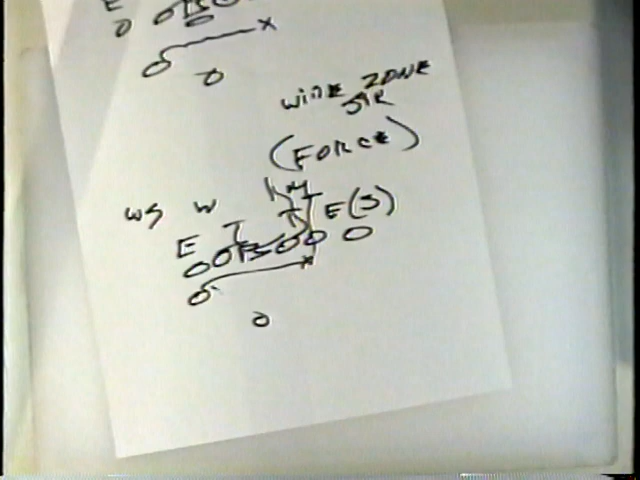 E
WIDE ZONE
STR
(FORCE)
M
WS W T T E(S)
E